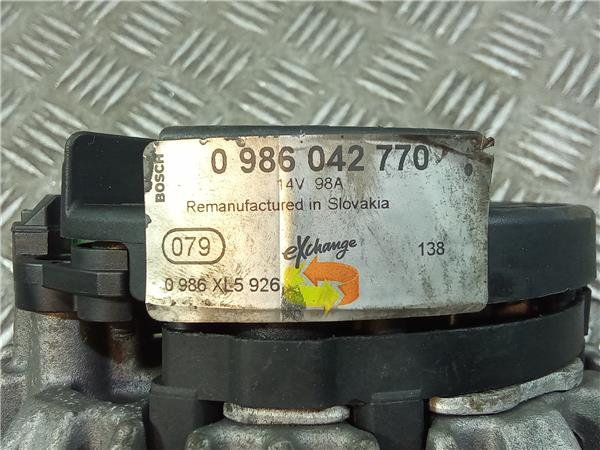 BOSCH
0 986 042 770
14V 98A
Remanufactured in Slovakia
079
eXchange
138
0 986 XL5 926